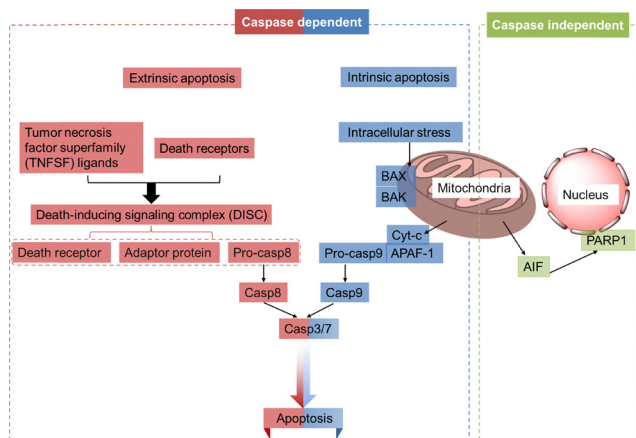 Caspase dependent
Caspase independent
Extrinsic apoptosis
Intrinsic apoptosis
Tumor necrosis
factor superfamily
(TNFSF) ligands
Death receptors
Intracellular stress
BAX
BAK
Mitochondria
Nucleus
Death-inducing signaling complex (DISC)
Cyt-c
PARP1
Death receptor
Adaptor protein
Pro-casp8
Pro-casp9
APAF-1
AIF
Casp8
Casp9
Casp3/7
Apoptosis